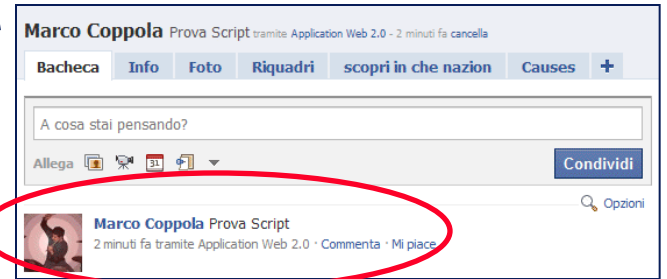 Marco Coppola Prova Script tramite Application Web 2.0 - 2 minuti fa cancella
Bacheca Info Foto Riquadri scopri in che nazion Causes +
A cosa stai pensando?
Allega 31 Condividi
Opzioni
Marco Coppola Prova Script
2 minuti fa tramite Application Web 2.0 · Commenta · Mi piace